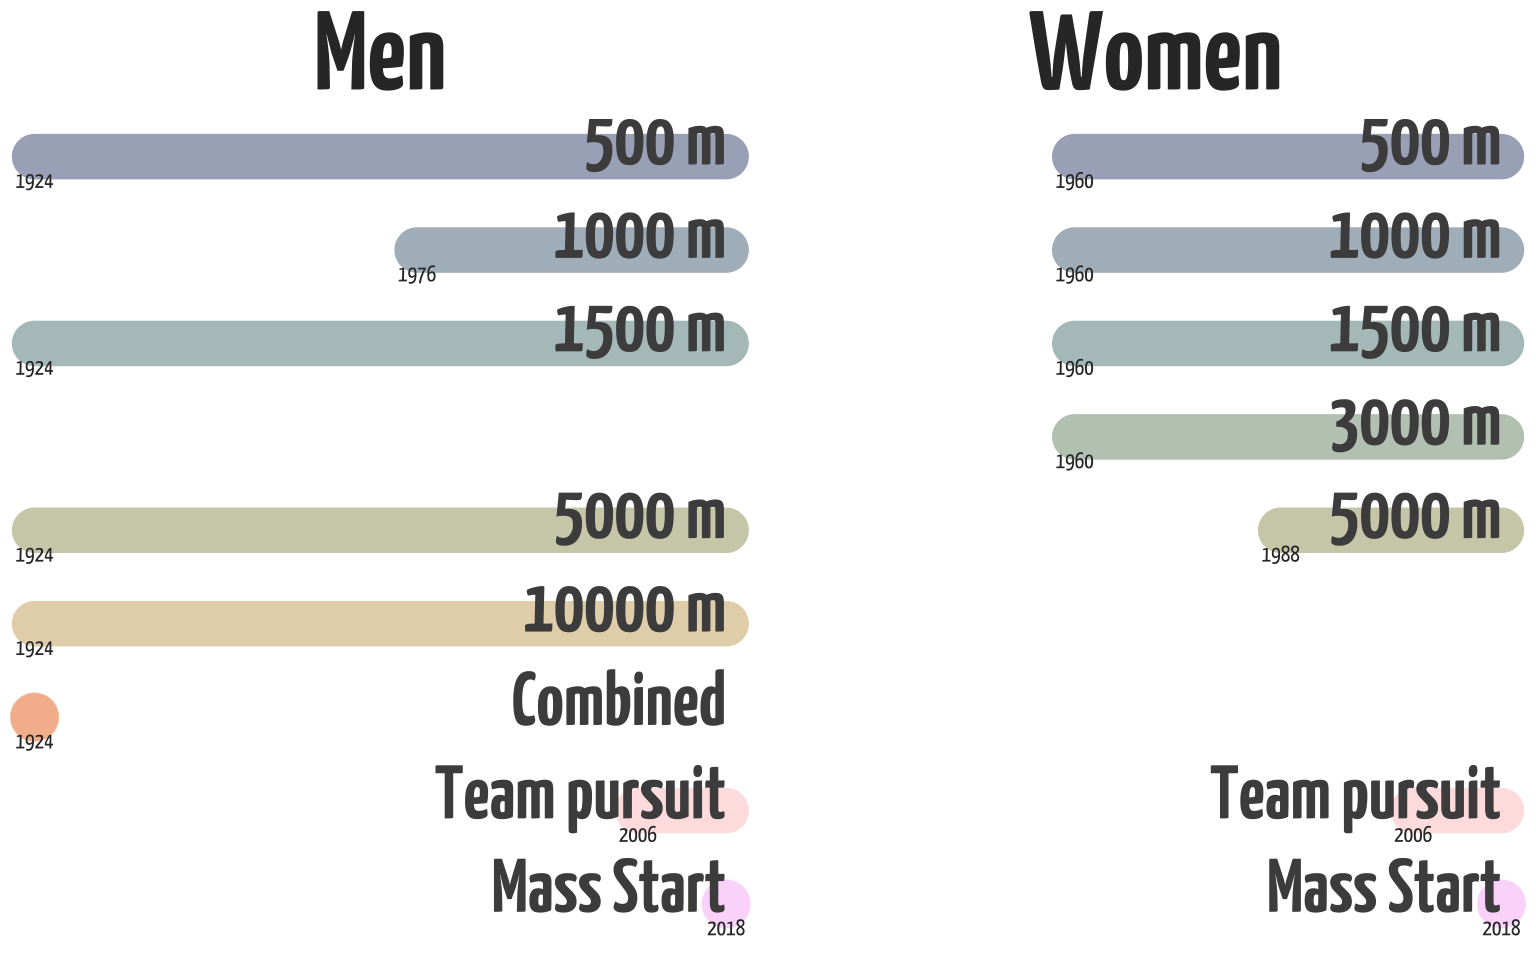 Men
500 m
1924
1000 m
1976
1500 m
1924
5000 m
1924
10000 m
1924
Combined
1924
Team pursuit
2006
Mass Start
2018
Women
500 m
1960
1000 m
1960
1500 m
1960
3000 m
1960
5000 m
1988
Team pursuit
2006
Mass Start
2018